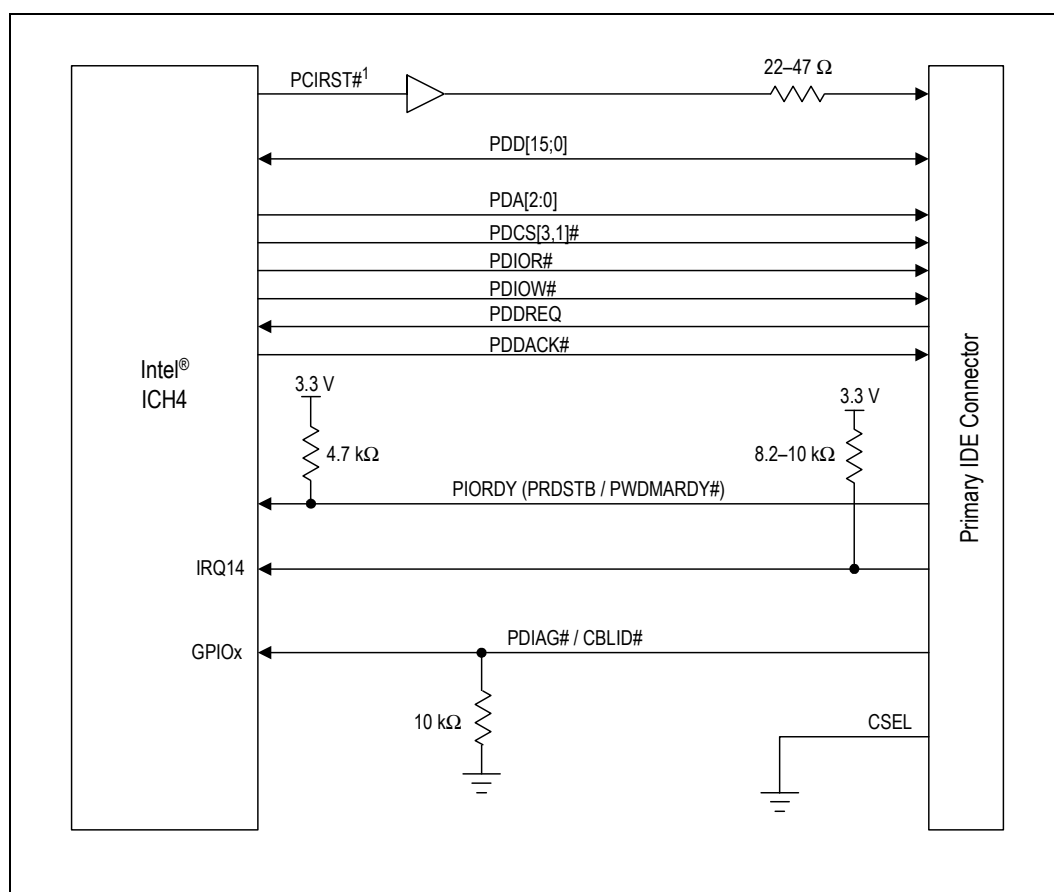 PCIRST#1
22–47 Ω
PDD[15;0]
PDA[2:0]
PDCS[3,1]#
PDIOR#
PDIOW#
PDDREQ
PDDACK#
Intel®
ICH4
3.3 V
3.3 V
4.7 kΩ
8.2–10 kΩ
Primary IDE Connector
PIORDY (PRDSTB / PWDMARDY#)
IRQ14
PDIAG# / CBLID#
GPIOx
10 kΩ
CSEL